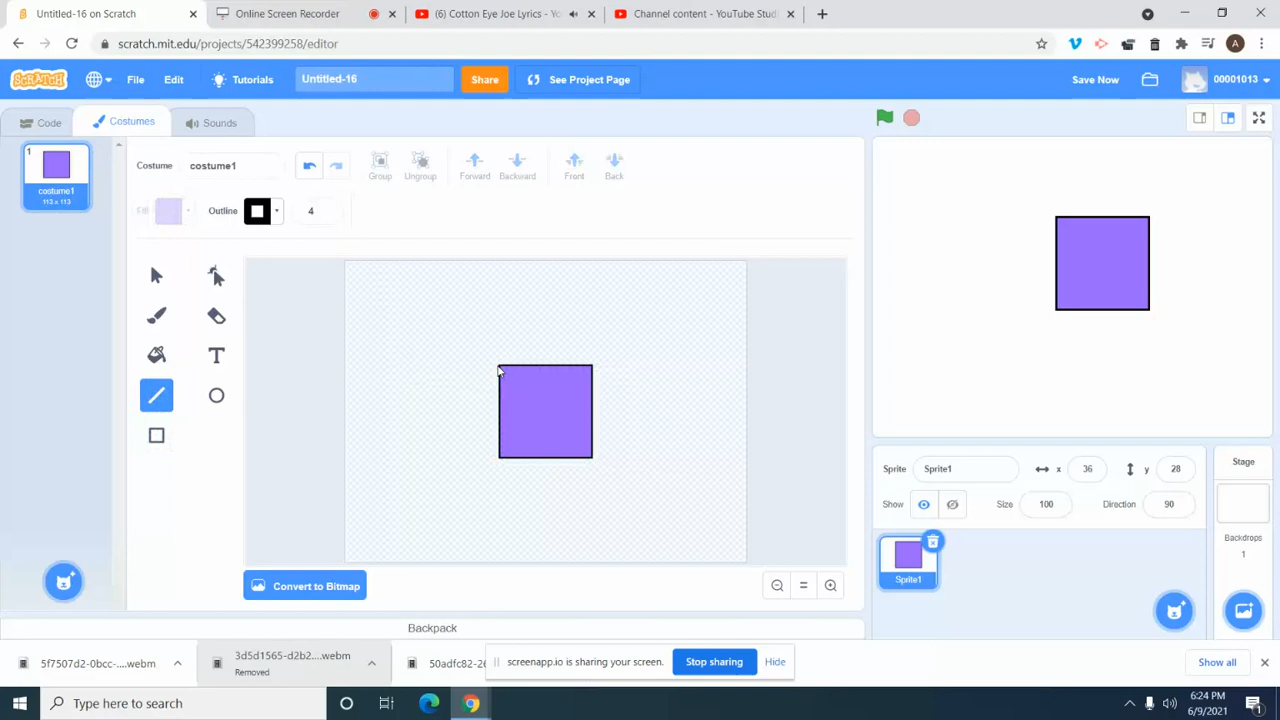 Untitled-16 on Scratch
Online Screen Recorder
(6) Cotton Eye Joe Lyrics - Yo
Channel content - YouTube Studi
scratch.mit.edu/projects/542399258/editor
A
SCRATCH
File
Edit
Tutorials
Untitled-16
Share
See Project Page
Save Now
00001013
Code
Costumes
Sounds
1
costume1
113 x 113
Costume
costume1
Group
Ungroup
Forward
Backward
Front
Back
Fill
Outline
4
T
Convert to Bitmap
Backpack
Sprite
Sprite1
x
36
y
28
Show
Size
100
Direction
90
Sprite1
Stage
Backdrops
1
5f7507d2-0bcc-....webm
3d5d1565-d2b2....webm
Removed
50adfc82-26
screenapp.io is sharing your screen.
Stop sharing
Hide
Show all
Type here to search
6:24 PM
6/9/2021
1